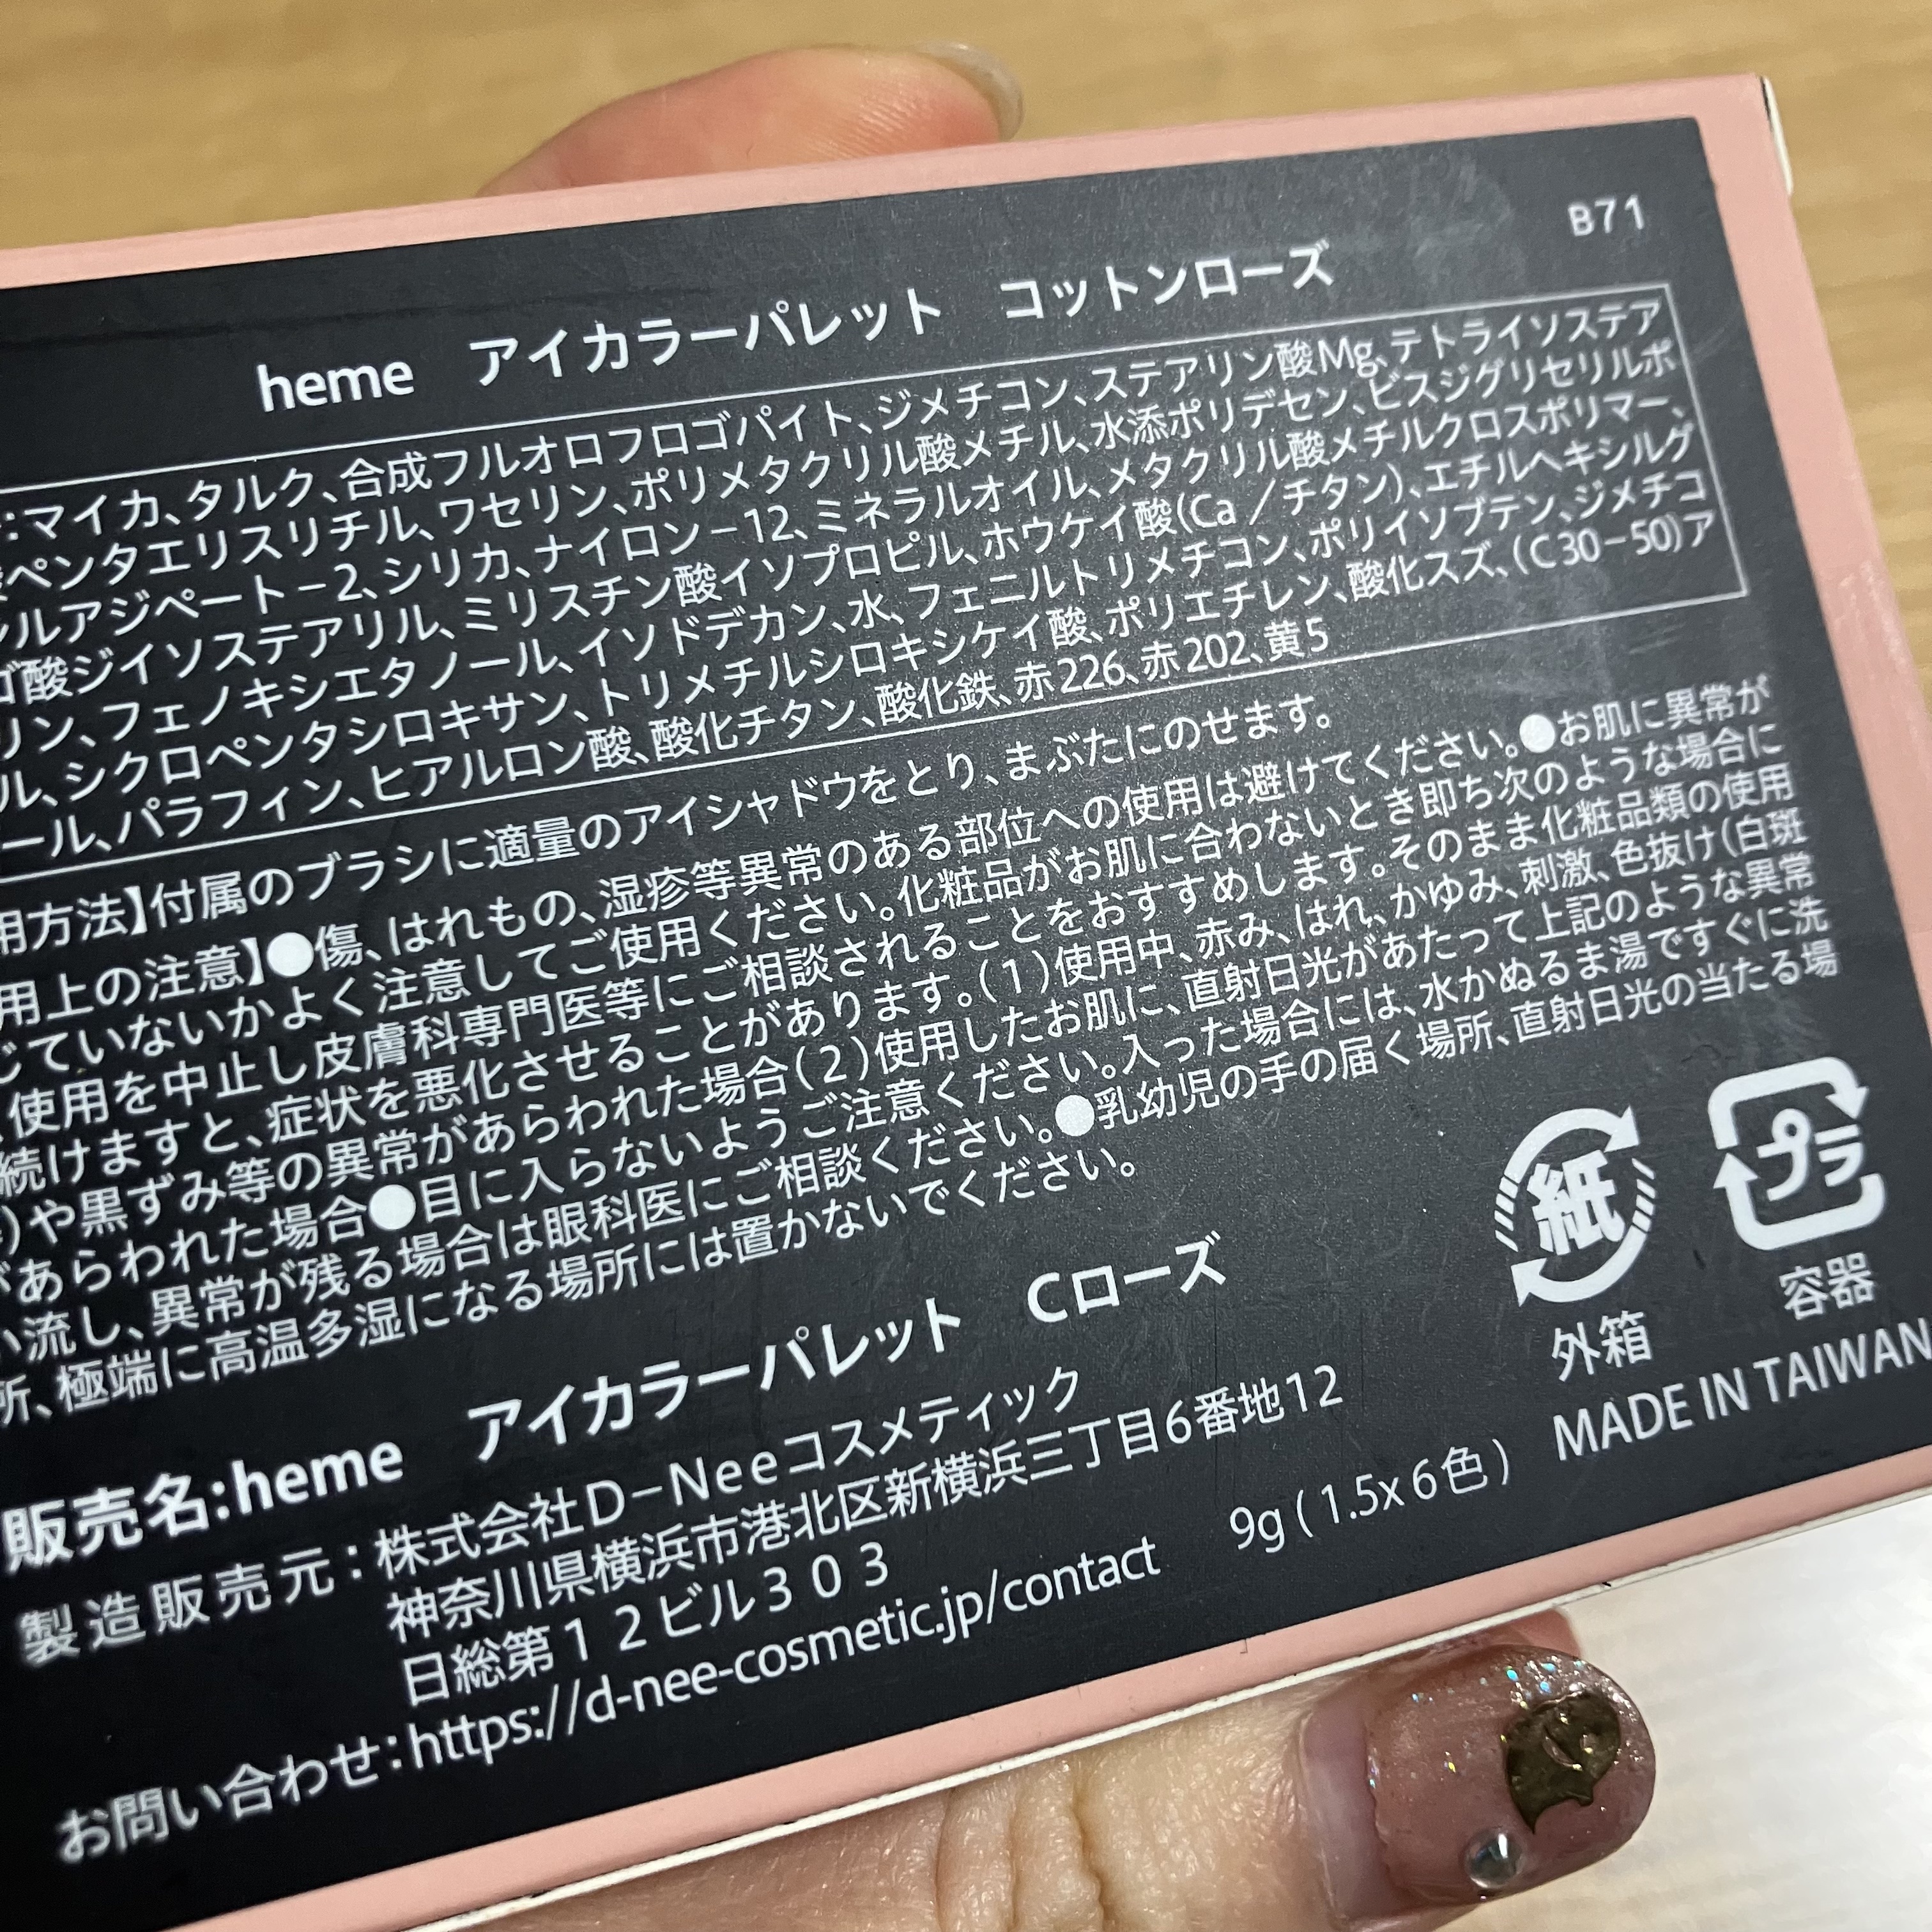 B71
heme アイカラーパレット コットンローズ
:マイカ、タルク、合成フルオロフロゴパイト、ジメチコン、ステアリン酸Mg、テトライソステア
酸ペンタエリスリチル、ワセリン、ポリメタクリル酸メチル、水添ポリデセン、ビスジグリセリルポ
ルアジペート−2、シリカ、ナイロン−12、ミネラルオイル、メタクリル酸メチルクロスポリマー、
ゴ酸ジイソステアリル、ミリスチン酸イソプロピル、ホウケイ酸(Ca/チタン)、エチルヘキシルグ
リン、フェノキシエタノール、イソドデカン、水、フェニルトリメチコン、ポリイソブテン、ジメチコ
ル、シクロペンタシロキサン、トリメチルシロキシケイ酸、ポリエチレン、酸化スズ、(C30−50)ア
ール、パラフィン、ヒアルロン酸、酸化チタン、酸化鉄、赤226、赤202、黄5
用方法】付属のブラシに適量のアイシャドウをとり、まぶたにのせます。
用上の注意】●傷、はれもの、湿疹等異常のある部位への使用は避けてください。●お肌に異常が
じていないかよく注意してご使用ください。化粧品がお肌に合わないとき即ち次のような場合に
、使用を中止し皮膚科専門医等にご相談されることをおすすめします。そのまま化粧品類の使用
続けますと、症状を悪化させることがあります。(1)使用中、赤み、はれ、かゆみ、刺激、色抜け(白斑
)や黒ずみ等の異常があらわれた場合(2)使用したお肌に、直射日光があたって上記のような異常
があらわれた場合●目に入らないようご注意ください。入った場合には、水かぬるま湯ですぐに洗
い流し、異常が残る場合は眼科医にご相談ください。●乳幼児の手の届く場所、直射日光の当たる場
所、極端に高温多湿になる場所には置かないでください。
紙
外箱
プラ
容器
販売名:heme アイカラーパレット Cローズ
製造販売元:株式会社D−Neeコスメティック
神奈川県横浜市港北区新横浜三丁目6番地12
日総第12ビル303
お問い合わせ:https://d-nee-cosmetic.jp/contact
9g(1.5x6色) MADE IN TAIWAN